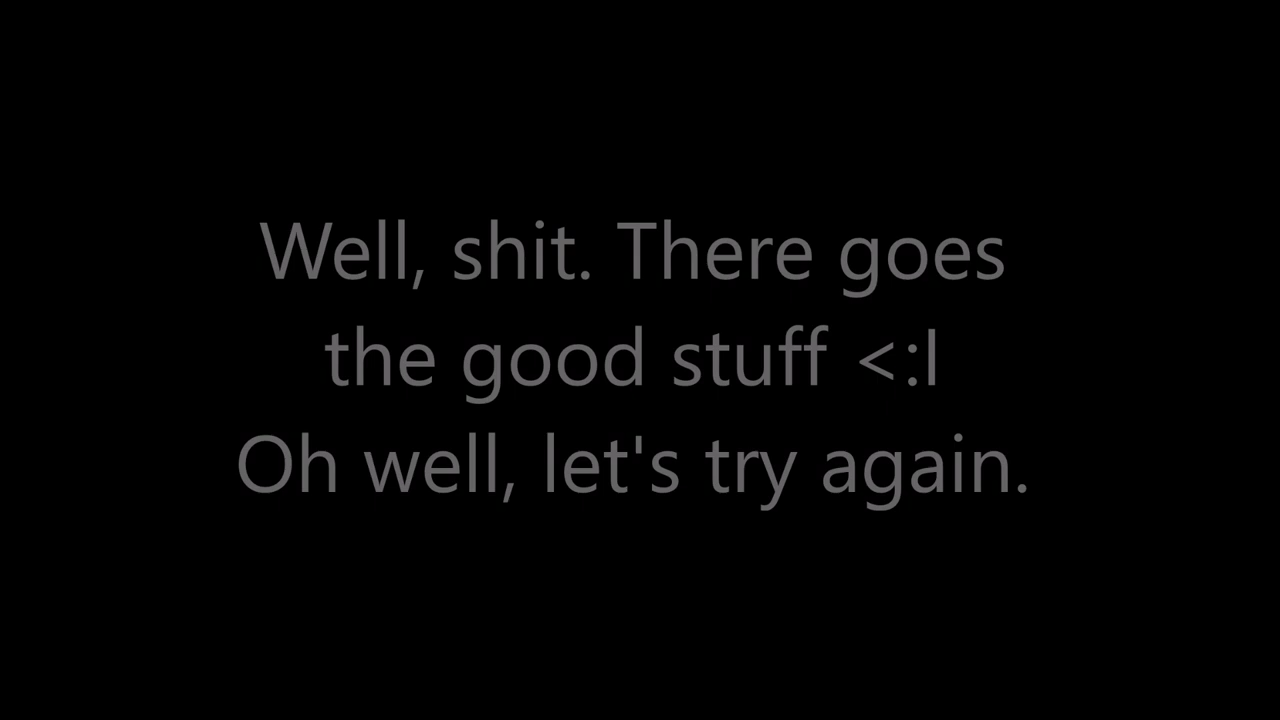 Well, shit. There goes
the good stuff <:l
Oh well, let's try again.